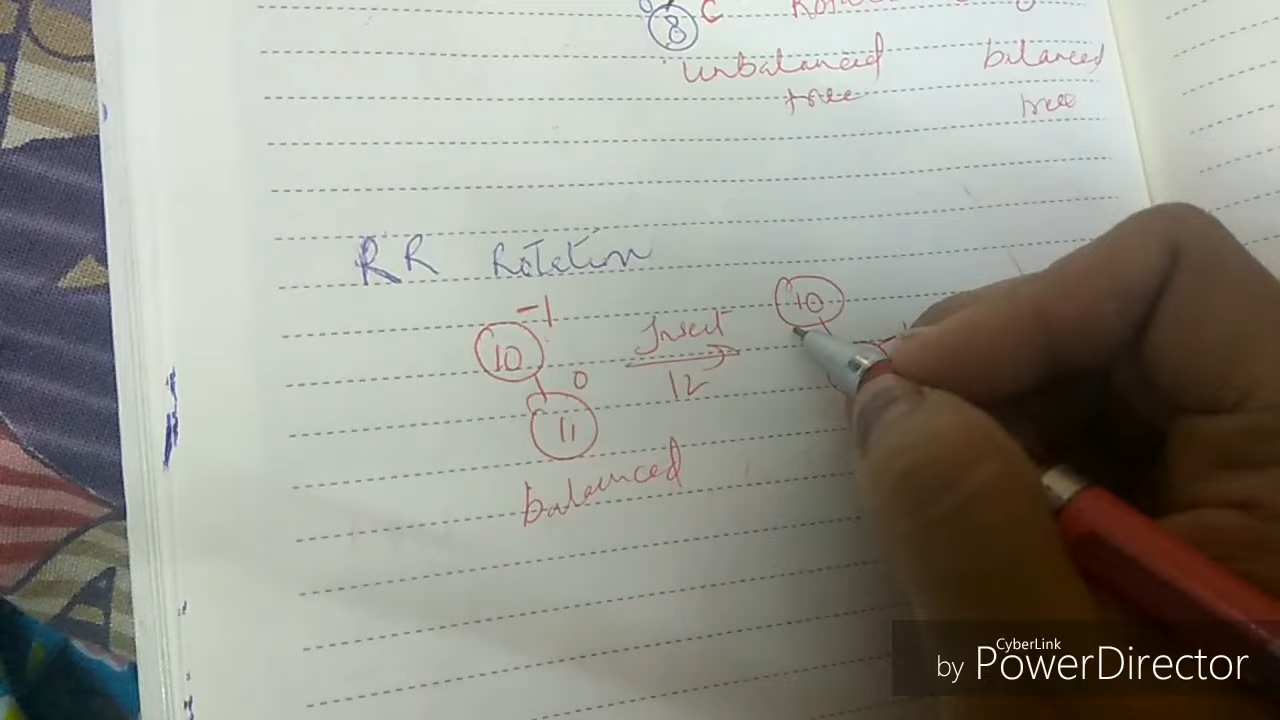 8 C
unbalanced balanced
tree tree
RR Rotation
-1
10 Insert 10
0 12
11
balanced
CyberLink
by PowerDirector